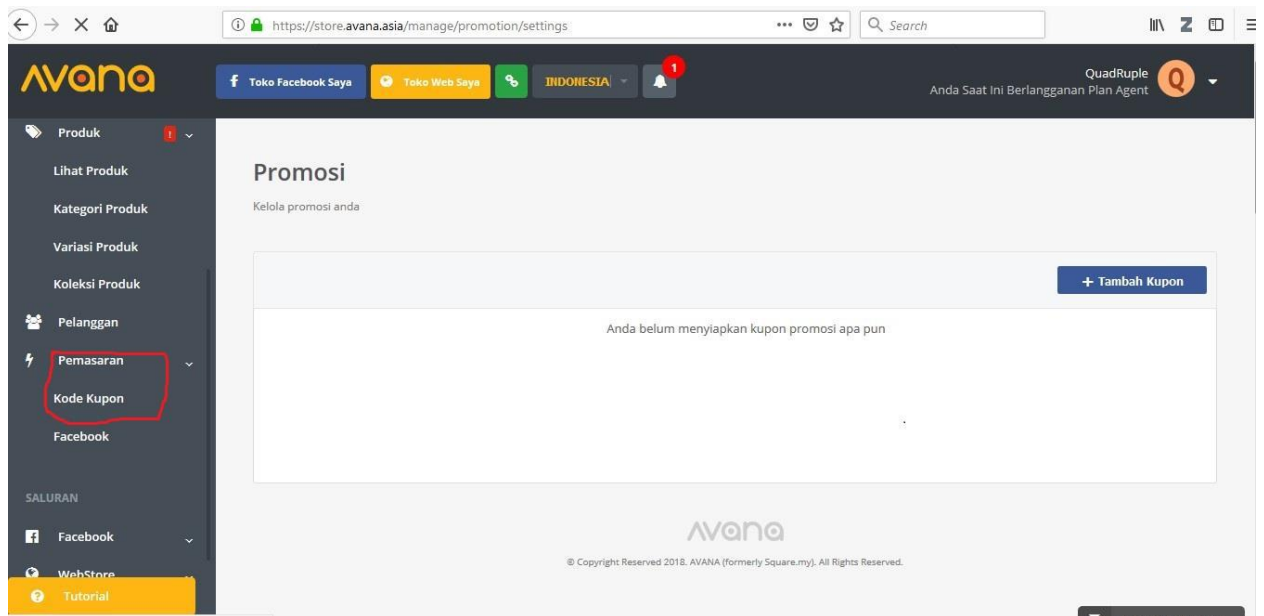 https://store.avana.asia/manage/promotion/settings
Search
Avana
Toko Facebook Saya
Toko Web Saya
INDONESIA
1
QuadRuple
Anda Saat Ini Berlangganan Plan Agent
Q
Produk
!
Lihat Produk
Kategori Produk
Variasi Produk
Koleksi Produk
Pelanggan
Pemasaran
Kode Kupon
Facebook
SALURAN
Facebook
WebStore
Tutorial
Promosi
Kelola promosi anda
+ Tambah Kupon
Anda belum menyiapkan kupon promosi apa pun
Avana
© Copyright Reserved 2018. AVANA (formerly Square.my). All Rights Reserved.